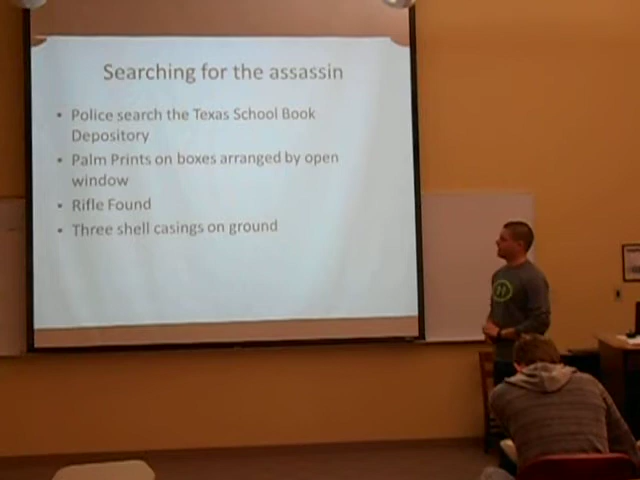 Searching for the assassin
• Police search the Texas School Book
Depository
• Palm Prints on boxes arranged by open
window
• Rifle Found
• Three shell casings on ground